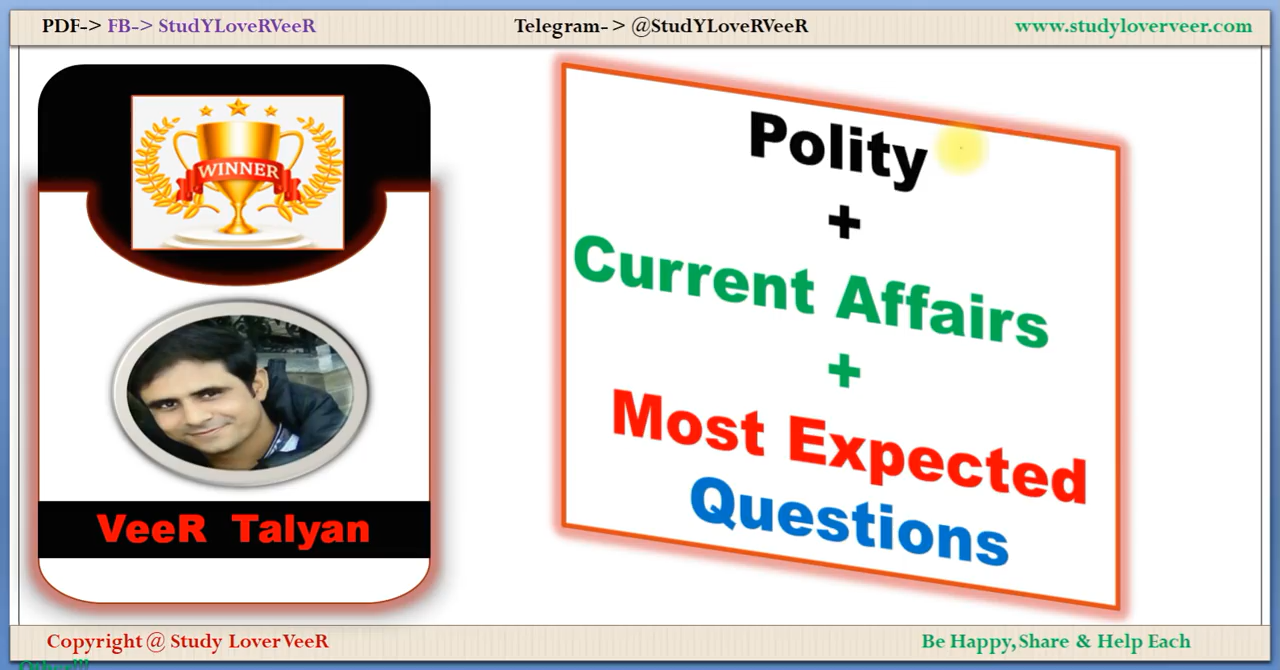 PDF-> FB-> StudYLoveRVeeR
Telegram- > @StudYLoveRVeeR
www.studyloverveer.com
WINNER
VeeR Talyan
Polity
+
Current Affairs
+
Most Expected
Questions
Copyright @ Study LoverVeeR
Be Happy, Share & Help Each
Other!!!